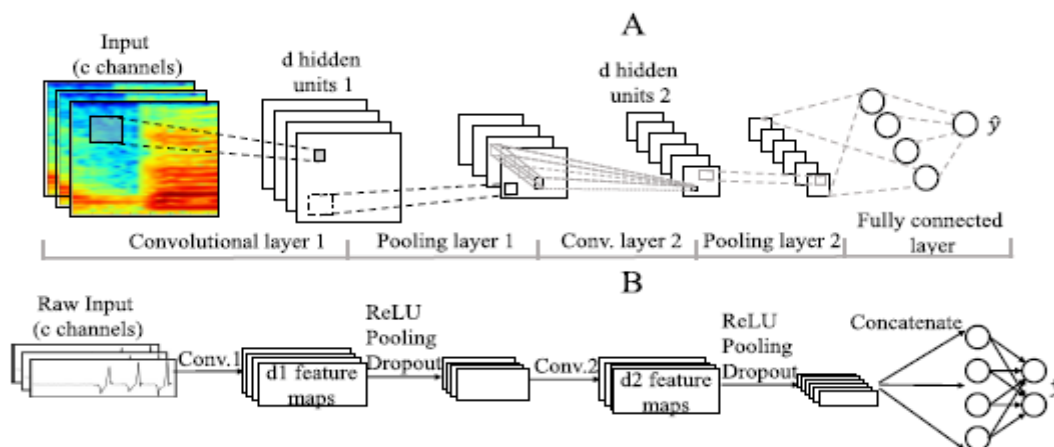 A
Input
(c channels)
d hidden
units 1
d hidden
units 2
ŷ
Convolutional layer 1
Pooling layer 1
Conv. layer 2
Pooling layer 2
Fully connected
layer
B
Raw Input
(c channels)
Conv.1
d1 feature
maps
ReLU
Pooling
Dropout
Conv.2
d2 feature
maps
ReLU
Pooling
Dropout
Concatenate